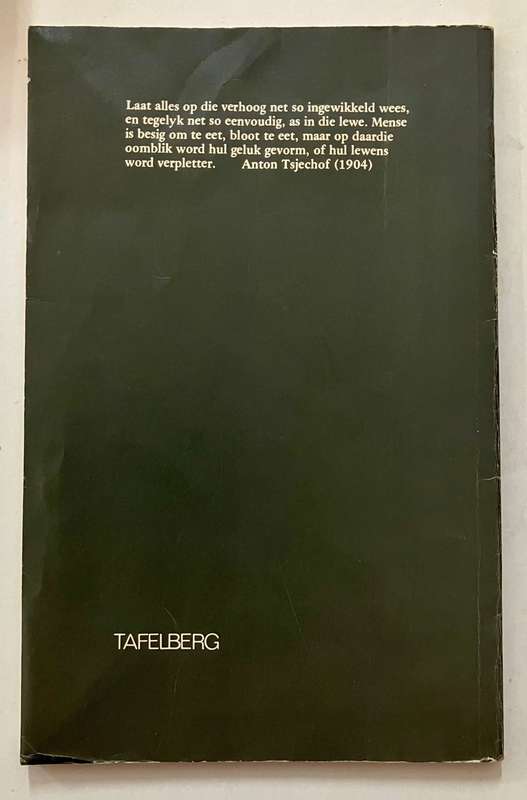 Laat alles op die verhoog net so ingewikkeld wees,
en tegelyk net so eenvoudig, as in die lewe. Mense
is besig om te eet, bloot te eet, maar op daardie
oomblik word hul geluk gevorm, of hul lewens
word verpletter. Anton Tsjechof (1904)
TAFELBERG